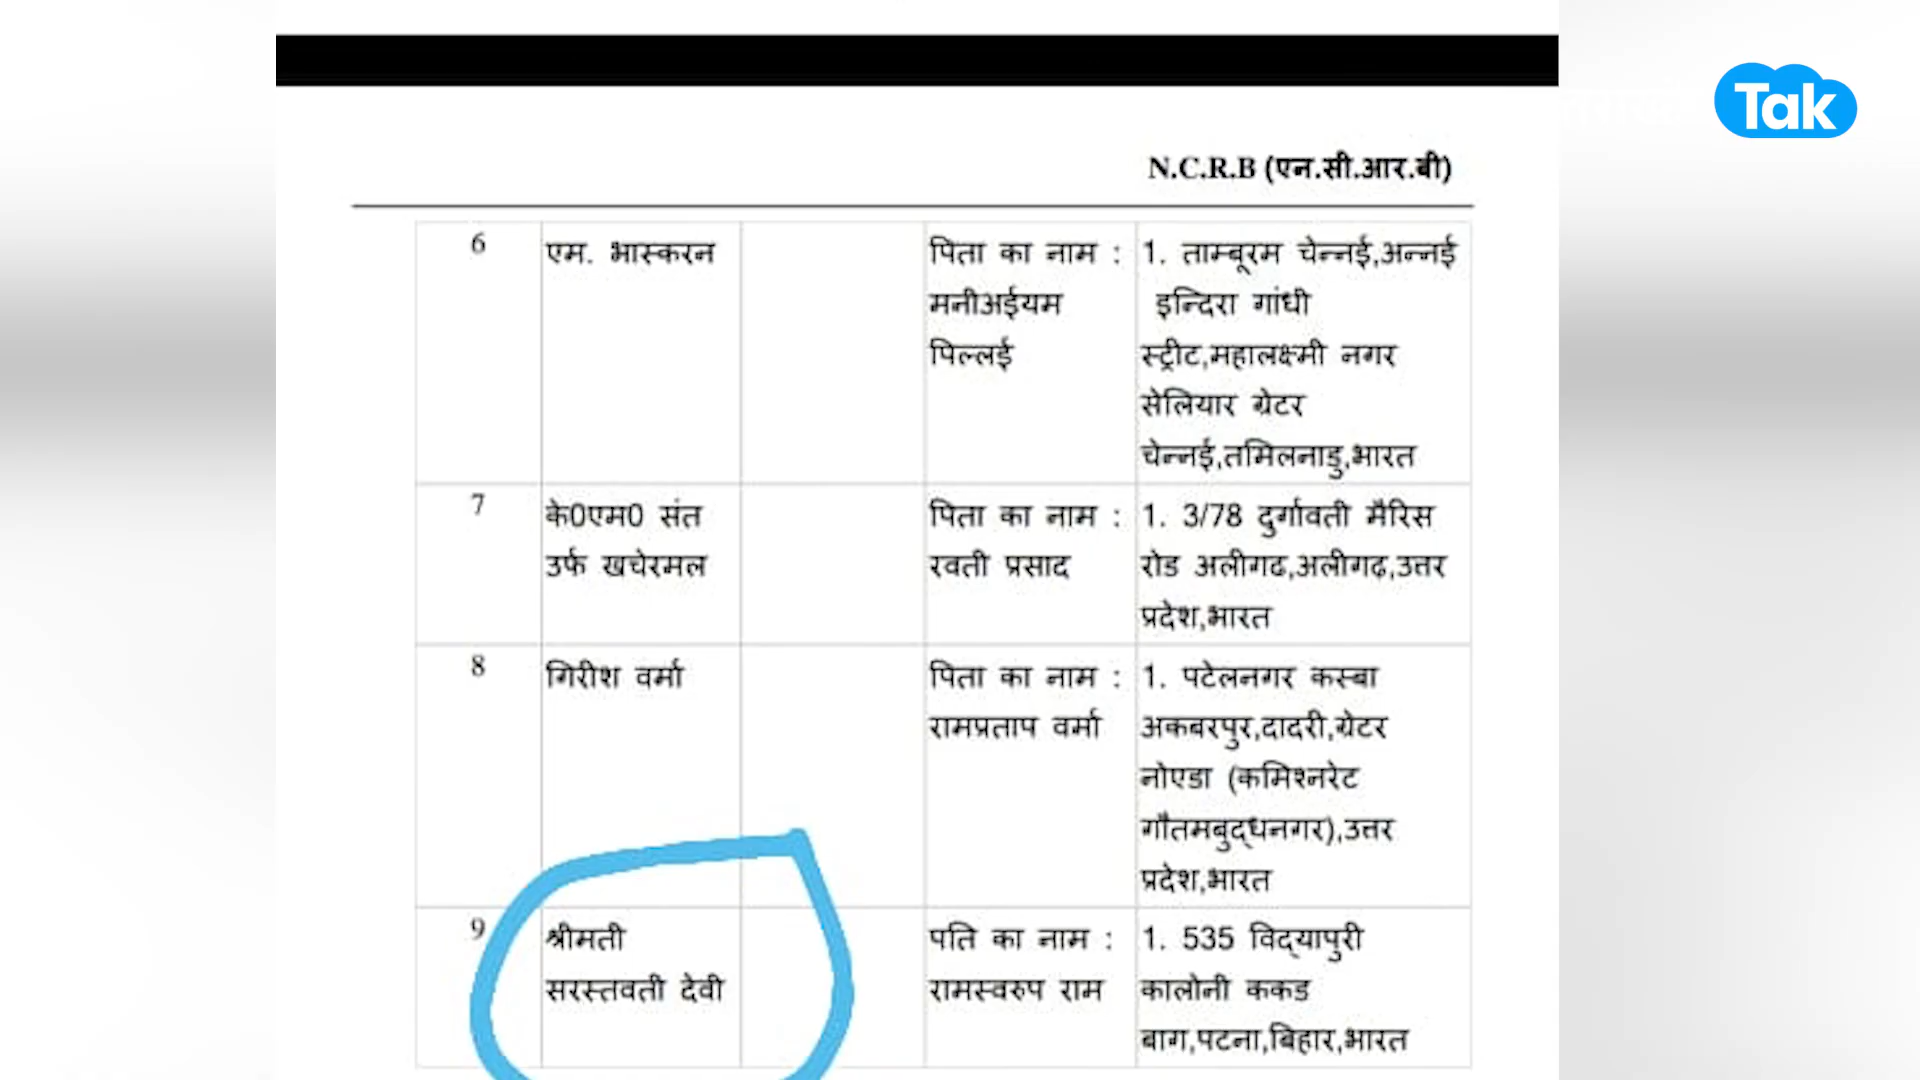 Tak
N.C.R.B (एन.सी.आर.बी)
6
एम. भास्करन
पिता का नाम :
मनीअईयम
पिल्लई
1. ताम्बूरम चेन्नई,अन्नई
इन्दिरा गांधी
स्ट्रीट,महालक्ष्मी नगर
सेलियार ग्रेटर
चेन्नई,तमिलनाडु,भारत
7
के0एम0 संत
उर्फ खचेरमल
पिता का नाम :
रवती प्रसाद
1. 3/78 दुर्गावती मैरिस
रोड अलीगढ,अलीगढ़,उत्तर
प्रदेश,भारत
8
गिरीश वर्मा
पिता का नाम :
रामप्रताप वर्मा
1. पटेलनगर कस्बा
अकबरपुर,दादरी,ग्रेटर
नोएडा (कमिश्नरेट
गौतमबुद्धनगर),उत्तर
प्रदेश,भारत
9
श्रीमती
सरस्तवती देवी
पति का नाम :
रामस्वरुप राम
1. 535 विद्यापुरी
कालोनी ककड
बाग,पटना,बिहार,भारत